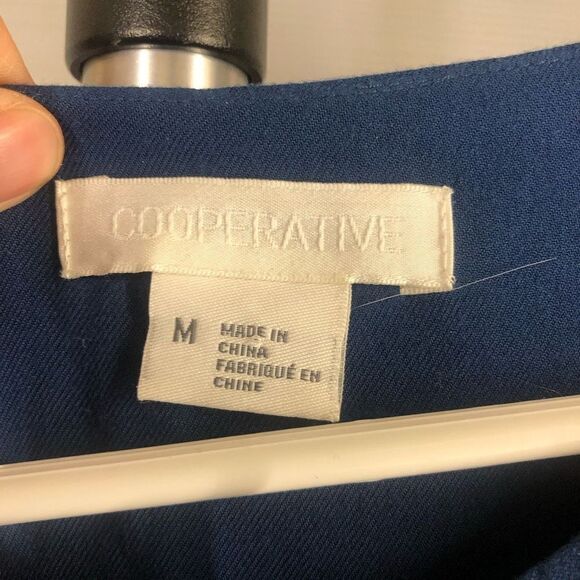 COOPERATIVE
M
MADE IN
CHINA
FABRIQUÉ EN
CHINE